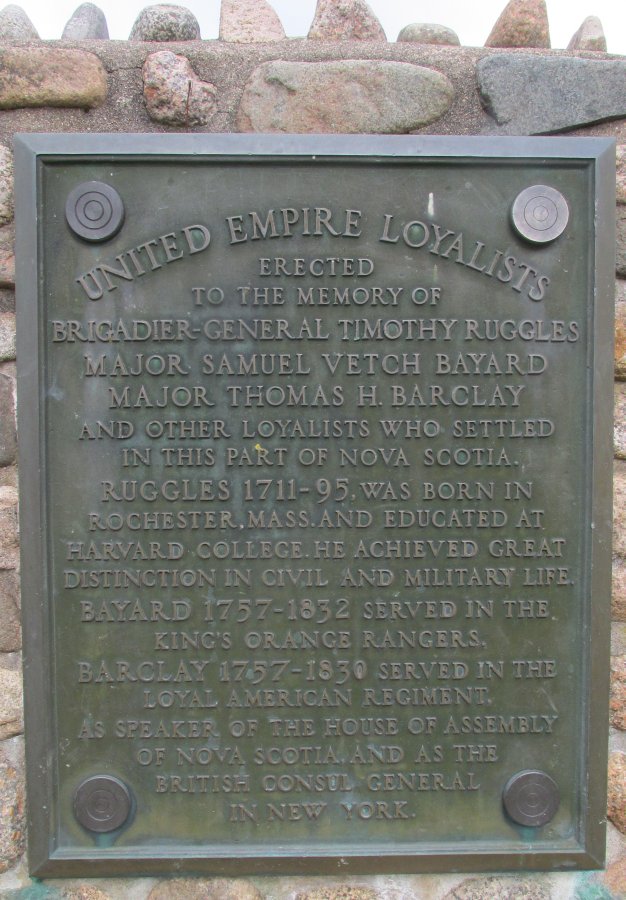 UNITED EMPIRE LOYALISTS
ERECTED
TO THE MEMORY OF
BRIGADIER-GENERAL TIMOTHY RUGGLES
MAJOR SAMUEL VETCH BAYARD
MAJOR THOMAS H. BARCLAY
AND OTHER LOYALISTS WHO SETTLED
IN THIS PART OF NOVA SCOTIA.
RUGGLES 1711-95, WAS BORN IN
ROCHESTER, MASS. AND EDUCATED AT
HARVARD COLLEGE. HE ACHIEVED GREAT
DISTINCTION IN CIVIL AND MILITARY LIFE.
BAYARD 1757-1832 SERVED IN THE
KING'S ORANGE RANGERS.
BARCLAY 1757-1830 SERVED IN THE
LOYAL AMERICAN REGIMENT,
AS SPEAKER OF THE HOUSE OF ASSEMBLY
OF NOVA SCOTIA, AND AS THE
BRITISH CONSUL GENERAL
IN NEW YORK.